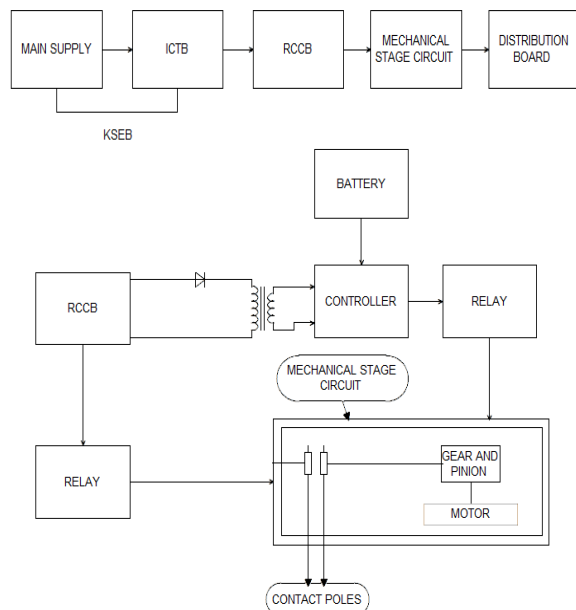 MAIN SUPPLY
ICTB
RCCB
MECHANICAL
STAGE CIRCUIT
DISTRIBUTION
BOARD
KSEB
BATTERY
RCCB
CONTROLLER
RELAY
MECHANICAL STAGE
CIRCUIT
RELAY
GEAR AND
PINION
MOTOR
CONTACT POLES